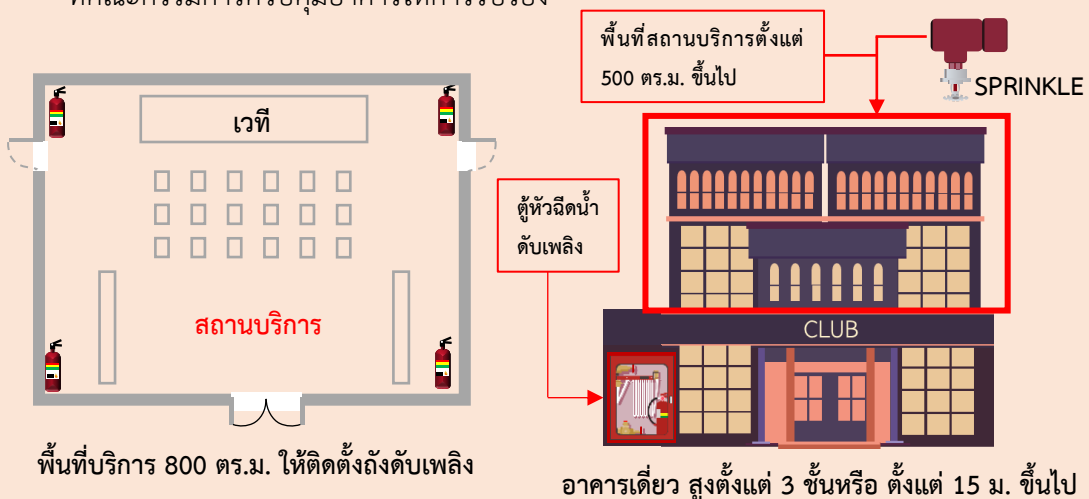 พื้นที่สถานบริการตั้งแต่
500 ตร.ม. ขึ้นไป
SPRINKLE
เวที
ตู้หัวฉีดน้ำ
ดับเพลิง
สถานบริการ
CLUB
พื้นที่บริการ 800 ตร.ม. ให้ติดตั้งถังดับเพลิง
อาคารเดี่ยว สูงตั้งแต่ 3 ชั้นหรือ ตั้งแต่ 15 ม. ขึ้นไป